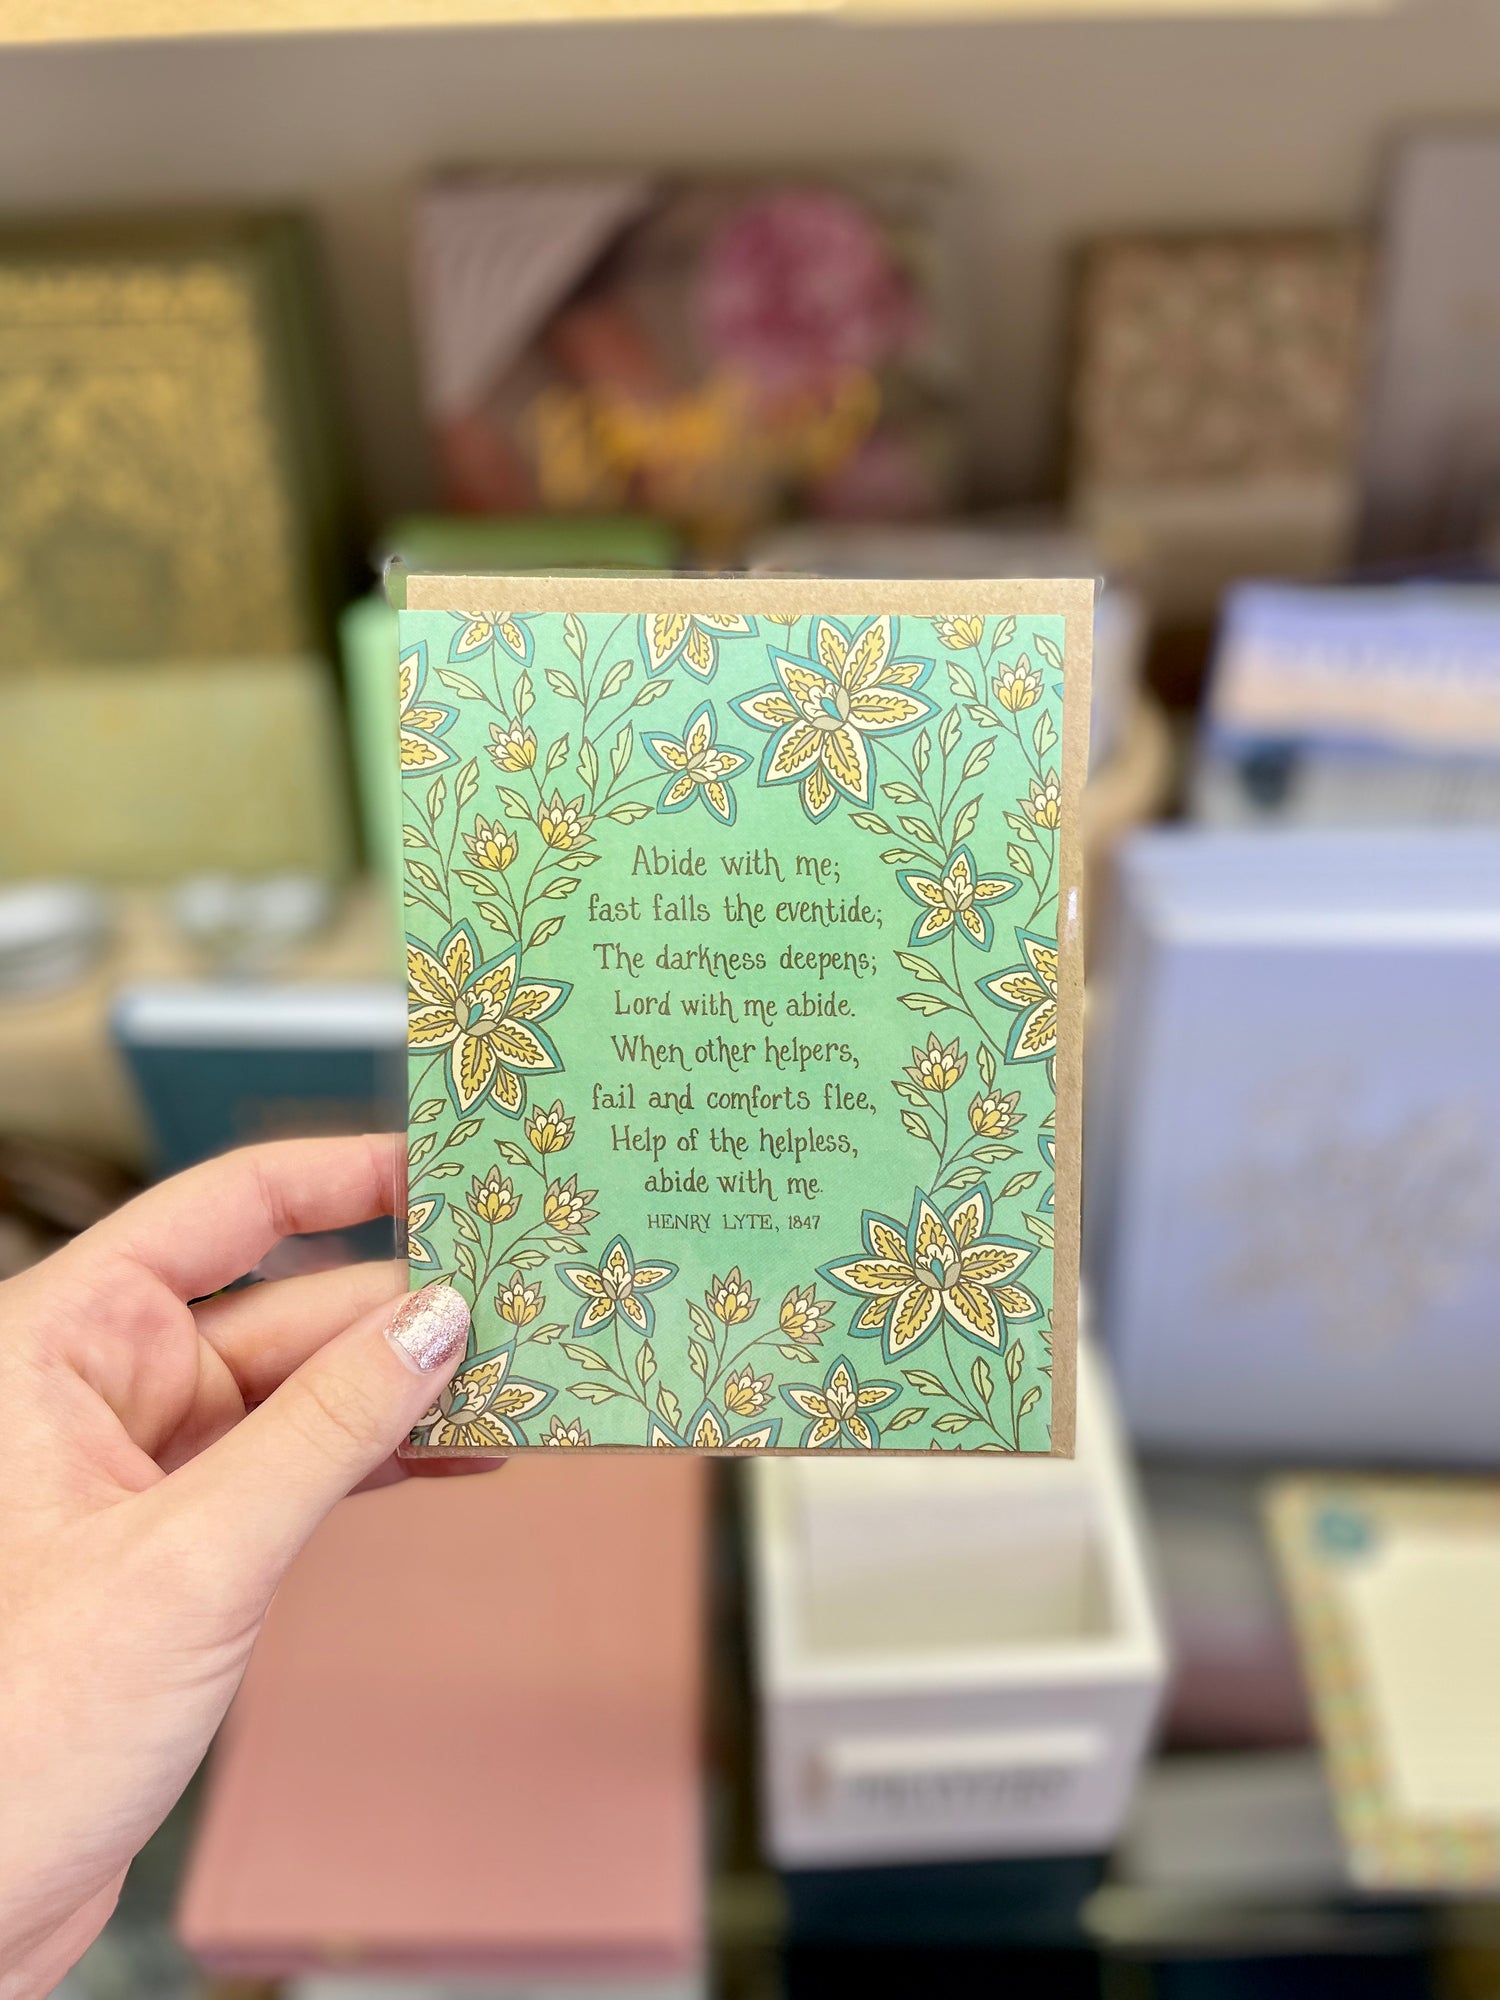 Abide with me;
fast falls the eventide;
The darkness deepens;
Lord with me abide.
When other helpers,
fail and comforts flee,
Help of the helpless,
abide with me.
HENRY LYTE, 1847